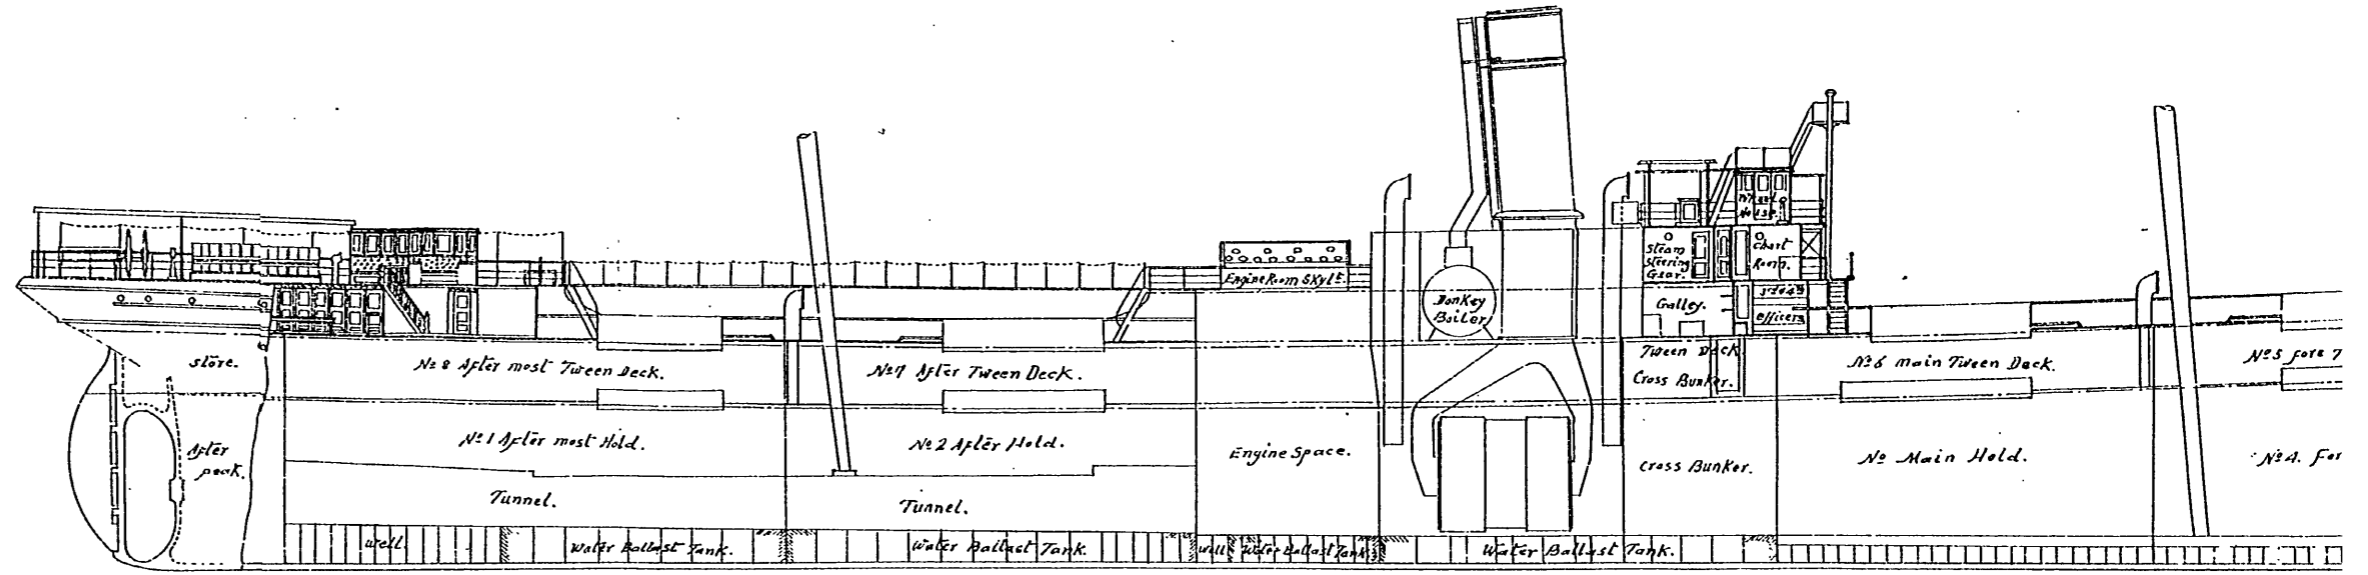 Wheel
House.
Steam
Steering
Gear.
Chart
Room.
Engine Room Skylt.
Donkey
Boiler
Galley.
3rd & 4th
officers
Store.
No 8 After most Tween Deck.
No 7 After Tween Deck.
Tween Deck
Cross Bunker.
No 6 main Tween Deck.
No 5 fore T
After
peak.
No 1 After most Hold.
No 2 After Hold.
Engine Space.
Cross Bunker.
No Main Hold.
No 4. For
Tunnel.
Tunnel.
Well.
Water Ballast Tank.
Water Ballast Tank.
Well
Water Ballast Tank
Water Ballast Tank.